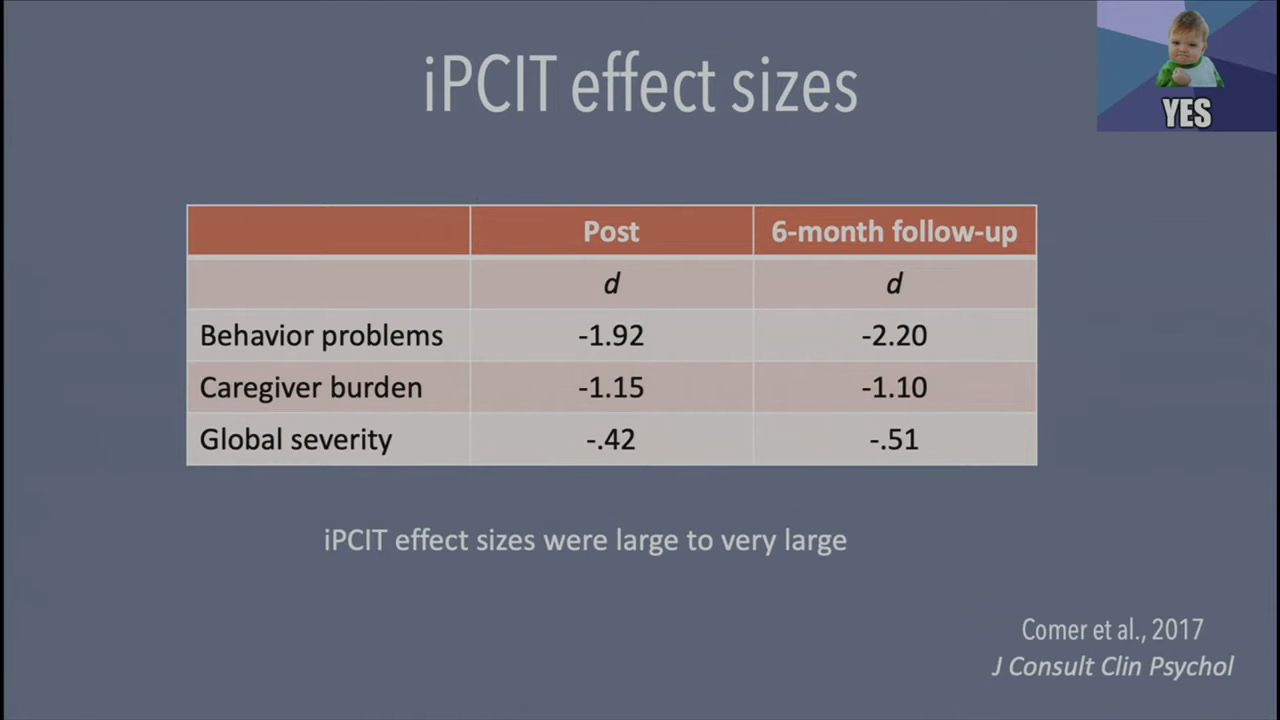 iPCIT effect sizes
YES
Post 6-month follow-up
d d
Behavior problems -1.92 -2.20
Caregiver burden -1.15 -1.10
Global severity -.42 -.51
iPCIT effect sizes were large to very large
Comer et al., 2017
J Consult Clin Psychol